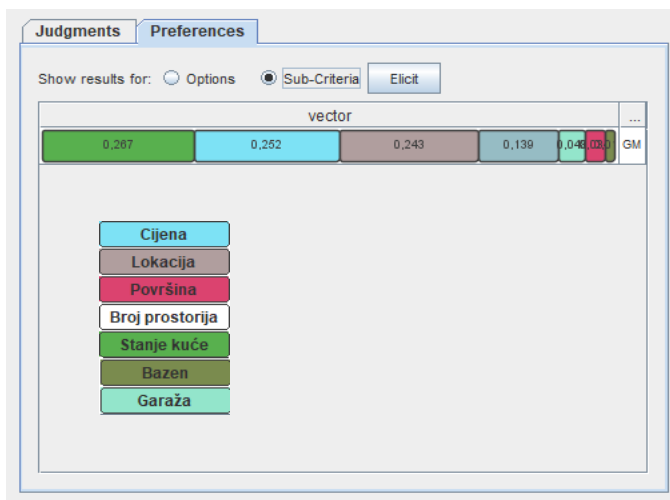 Judgments Preferences
Show results for: Options Sub-Criteria Elicit
vector ...
0,267 0,252 0,243 0,139 GM
Cijena
Lokacija
Površina
Broj prostorija
Stanje kuće
Bazen
Garaža